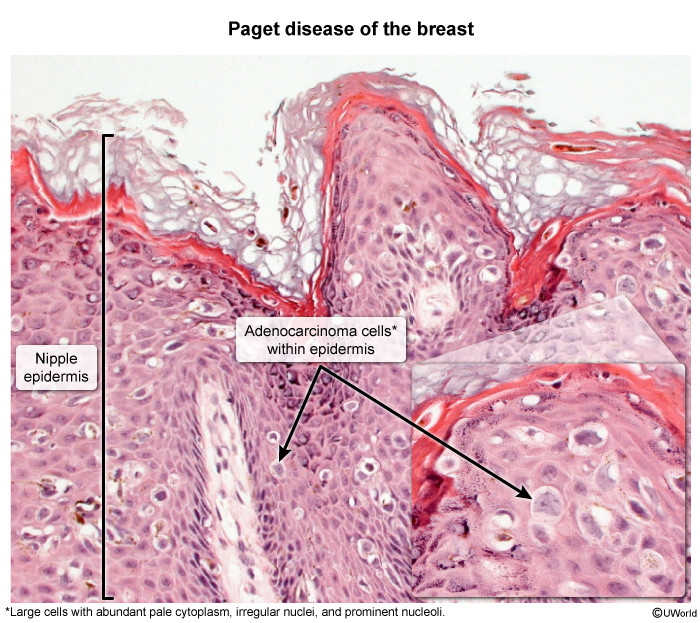 Paget disease of the breast
Adenocarcinoma cells*
within epidermis
Nipple
epidermis
*Large cells with abundant pale cytoplasm, irregular nuclei, and prominent nucleoli.
©UWorld